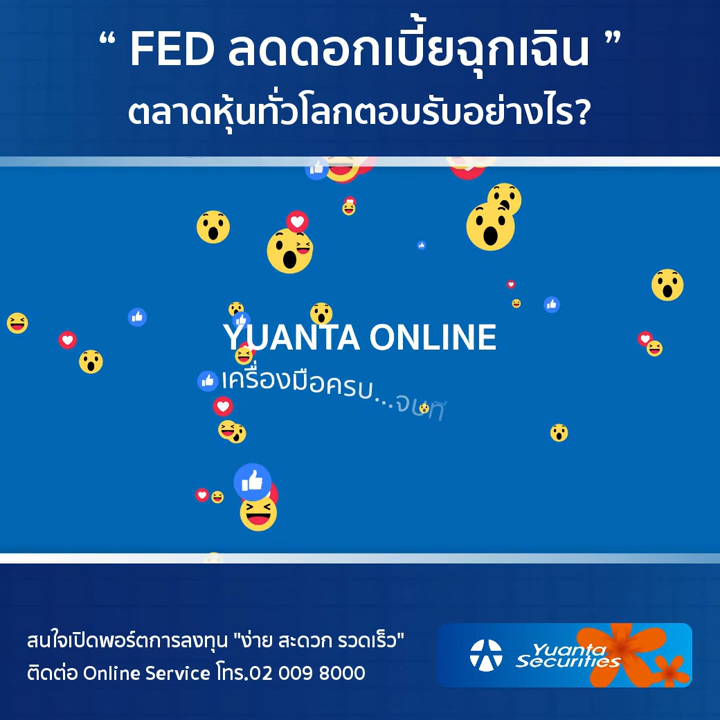 “ FED ลดดอกเบี้ยฉุกเฉิน ”
ตลาดหุ้นทั่วโลกตอบรับอย่างไร?
YUANTA ONLINE
เครื่องมือครบ...จบที่
สนใจเปิดพอร์ตการลงทุน "ง่าย สะดวก รวดเร็ว"
ติดต่อ Online Service โทร.02 009 8000
Yuanta
Securities